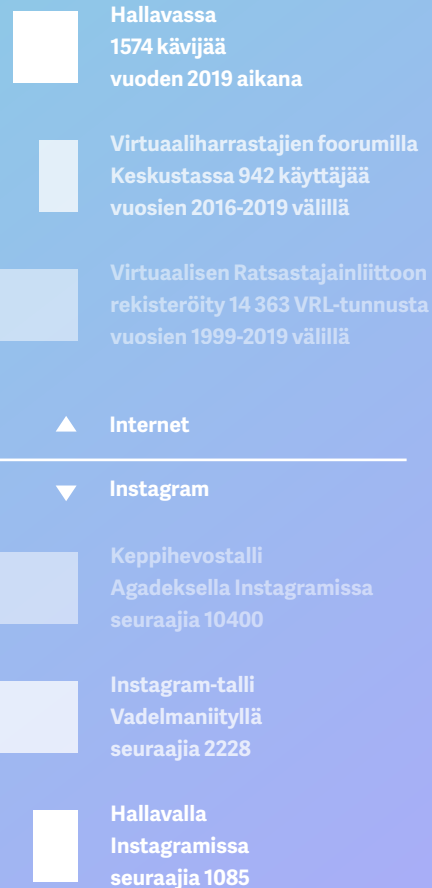 Hallavassa
1574 kävijää
vuoden 2019 aikana
Virtuaaliharrastajien foorumilla
Keskustassa 942 käyttäjää
vuosien 2016-2019 välillä
Virtuaalisen Ratsastajainliittoon
rekisteröity 14 363 VRL-tunnusta
vuosien 1999-2019 välillä
Internet
Instagram
Keppihevostalli
Agadeksella Instagramissa
seuraajia 10400
Instagram-talli
Vadelmaniityllä
seuraajia 2228
Hallavalla
Instagramissa
seuraajia 1085